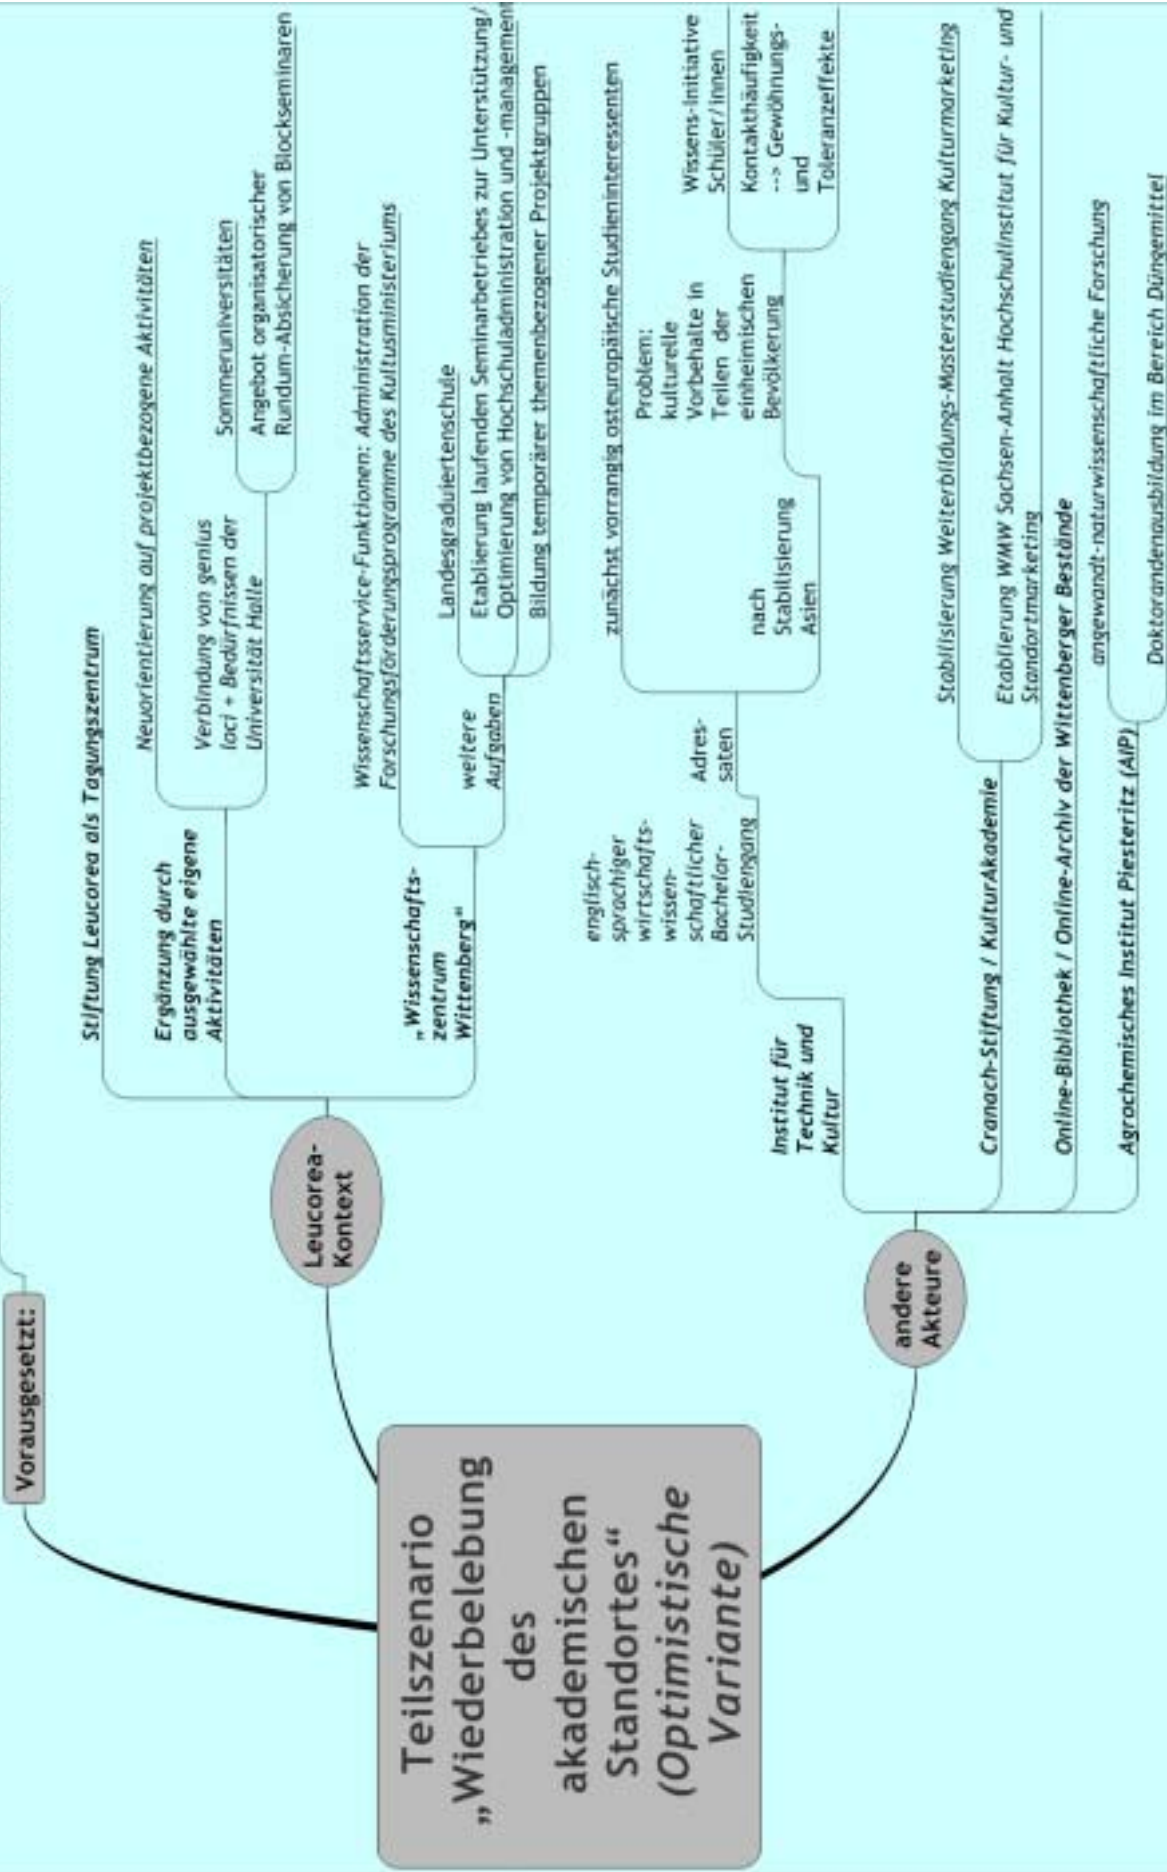 Vorausgesetzt:
Teilszenario
„Wiederbelebung
des
akademischen
Standortes“
(Optimistische
Variante)
Leucorea-
Kontext
Stiftung Leucorea als Tagungszentrum
Ergänzung durch
ausgewählte eigene
Aktivitäten
Neuorientierung auf projektbezogene Aktivitäten
Verbindung von genius
loci + Bedürfnissen der
Universität Halle
Sommeruniversitäten
Angebot organisatorischer
Rundum-Absicherung von Blockseminaren
„Wissenschafts-
zentrum
Wittenberg“
Wissenschaftsservice-Funktionen: Administration der
Forschungsförderungsprogramme des Kultusministeriums
weitere
Aufgaben
Landesgraduiertenschule
Etablierung laufenden Seminarbetriebes zur Unterstützung/
Optimierung von Hochschuladministration und -management
Bildung temporärer themenbezogener Projektgruppen
andere
Akteure
Institut für
Technik und
Kultur
englisch-
sprachiger
wirtschafts-
wissen-
schaftlicher
Bachelor-
Studiengang
Adres-
saten
zunächst vorrangig osteuropäische Studieninteressenten
nach
Stabilisierung
Asien
Problem:
kulturelle
Vorbehalte in
Teilen der
einheimischen
Bevölkerung
Wissens-Initiative
Schüler/innen
Kontakthäufigkeit
--> Gewöhnungs-
und
Toleranzeffekte
Cranach-Stiftung / KulturAkademie
Stabilisierung Weiterbildungs-Masterstudiengang Kulturmarketing
Etablierung WMW Sachsen-Anhalt Hochschulinstitut für Kultur- und
Standortmarketing
Online-Bibliothek / Online-Archiv der Wittenberger Bestände
Agrochemisches Institut Piesteritz (AIP)
angewandt-naturwissenschaftliche Forschung
Doktorandenausbildung im Bereich Düngemittel